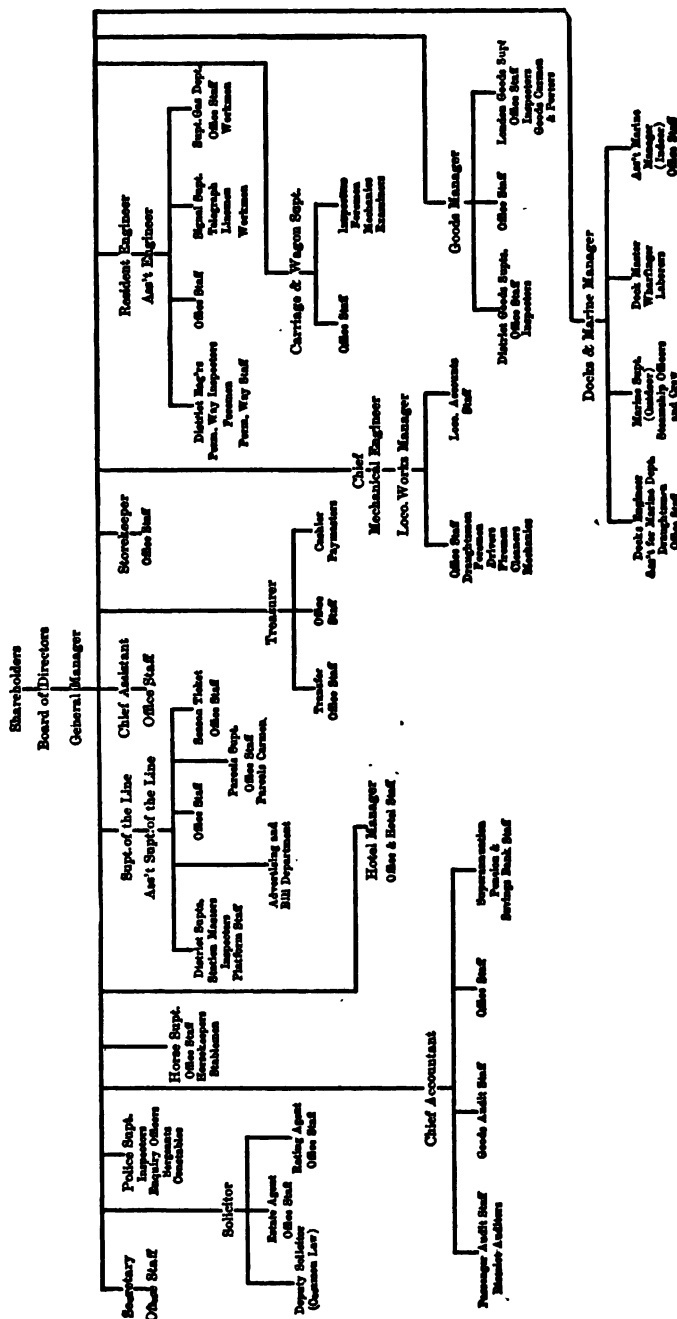 Shareholders
Board of Directors
General Manager
Secretary
Office Staff
Solicitor
Deputy Solicitor
(Common Law)
Estate Agent
Office Staff
Rating Agent
Office Staff
Police Supt.
Inspectors
Enquiry Officers
Sergeants
Constables
Chief Accountant
Passenger Audit Staff
Auditors
Goods Audit Staff
Office Staff
Superannuation
Pension &
Savings Bank Staff
Horse Supt.
Office Staff
Horsekeepers
Stablemen
Hotel Manager
Office & Hotel Staff
Supt. of the Line
Ass't Supt. of the Line
District Supts.
Station Masters
Inspectors
Platform Staff
Advertising and
Bill Department
Office Staff
Parcels Supt.
Office Staff
Parcels Carmen
Season Ticket
Office Staff
Chief Assistant
Office Staff
Treasurer
Transfer
Office Staff
Office
Staff
Cashier
Paymasters
Storekeeper
Office Staff
Chief
Mechanical Engineer
Loco. Works Manager
Office Staff
Draughtsmen
Foremen
Drivers
Firemen
Cleaners
Mechanics
Loco. Accounts
Staff
Resident Engineer
Ass't Engineer
District Eng'rs
Perm. Way Inspectors
Foremen
Perm. Way Staff
Office Staff
Signal Supt.
Telegraph
Linemen
Workmen
Supt. Gas Dept.
Office Staff
Workmen
Carriage & Wagon Supt.
Office Staff
Inspectors
Foremen
Mechanics
Examiners
Goods Manager
District Goods Supts.
Office Staff
Inspectors
Office Staff
London Goods Supt
Office Staff
Inspectors
Goods Carmen
& Porters
Docks & Marine Manager
Docks Engineer
Ass't for Marine Dept.
Draughtsmen
Office Staff
Marine Supt.
(Outdoor)
Steamship Officers
and Crew
Dock Master
Wharfinger
Laborers
Ass't Marine
Manager
(Indoor)
Office Staff